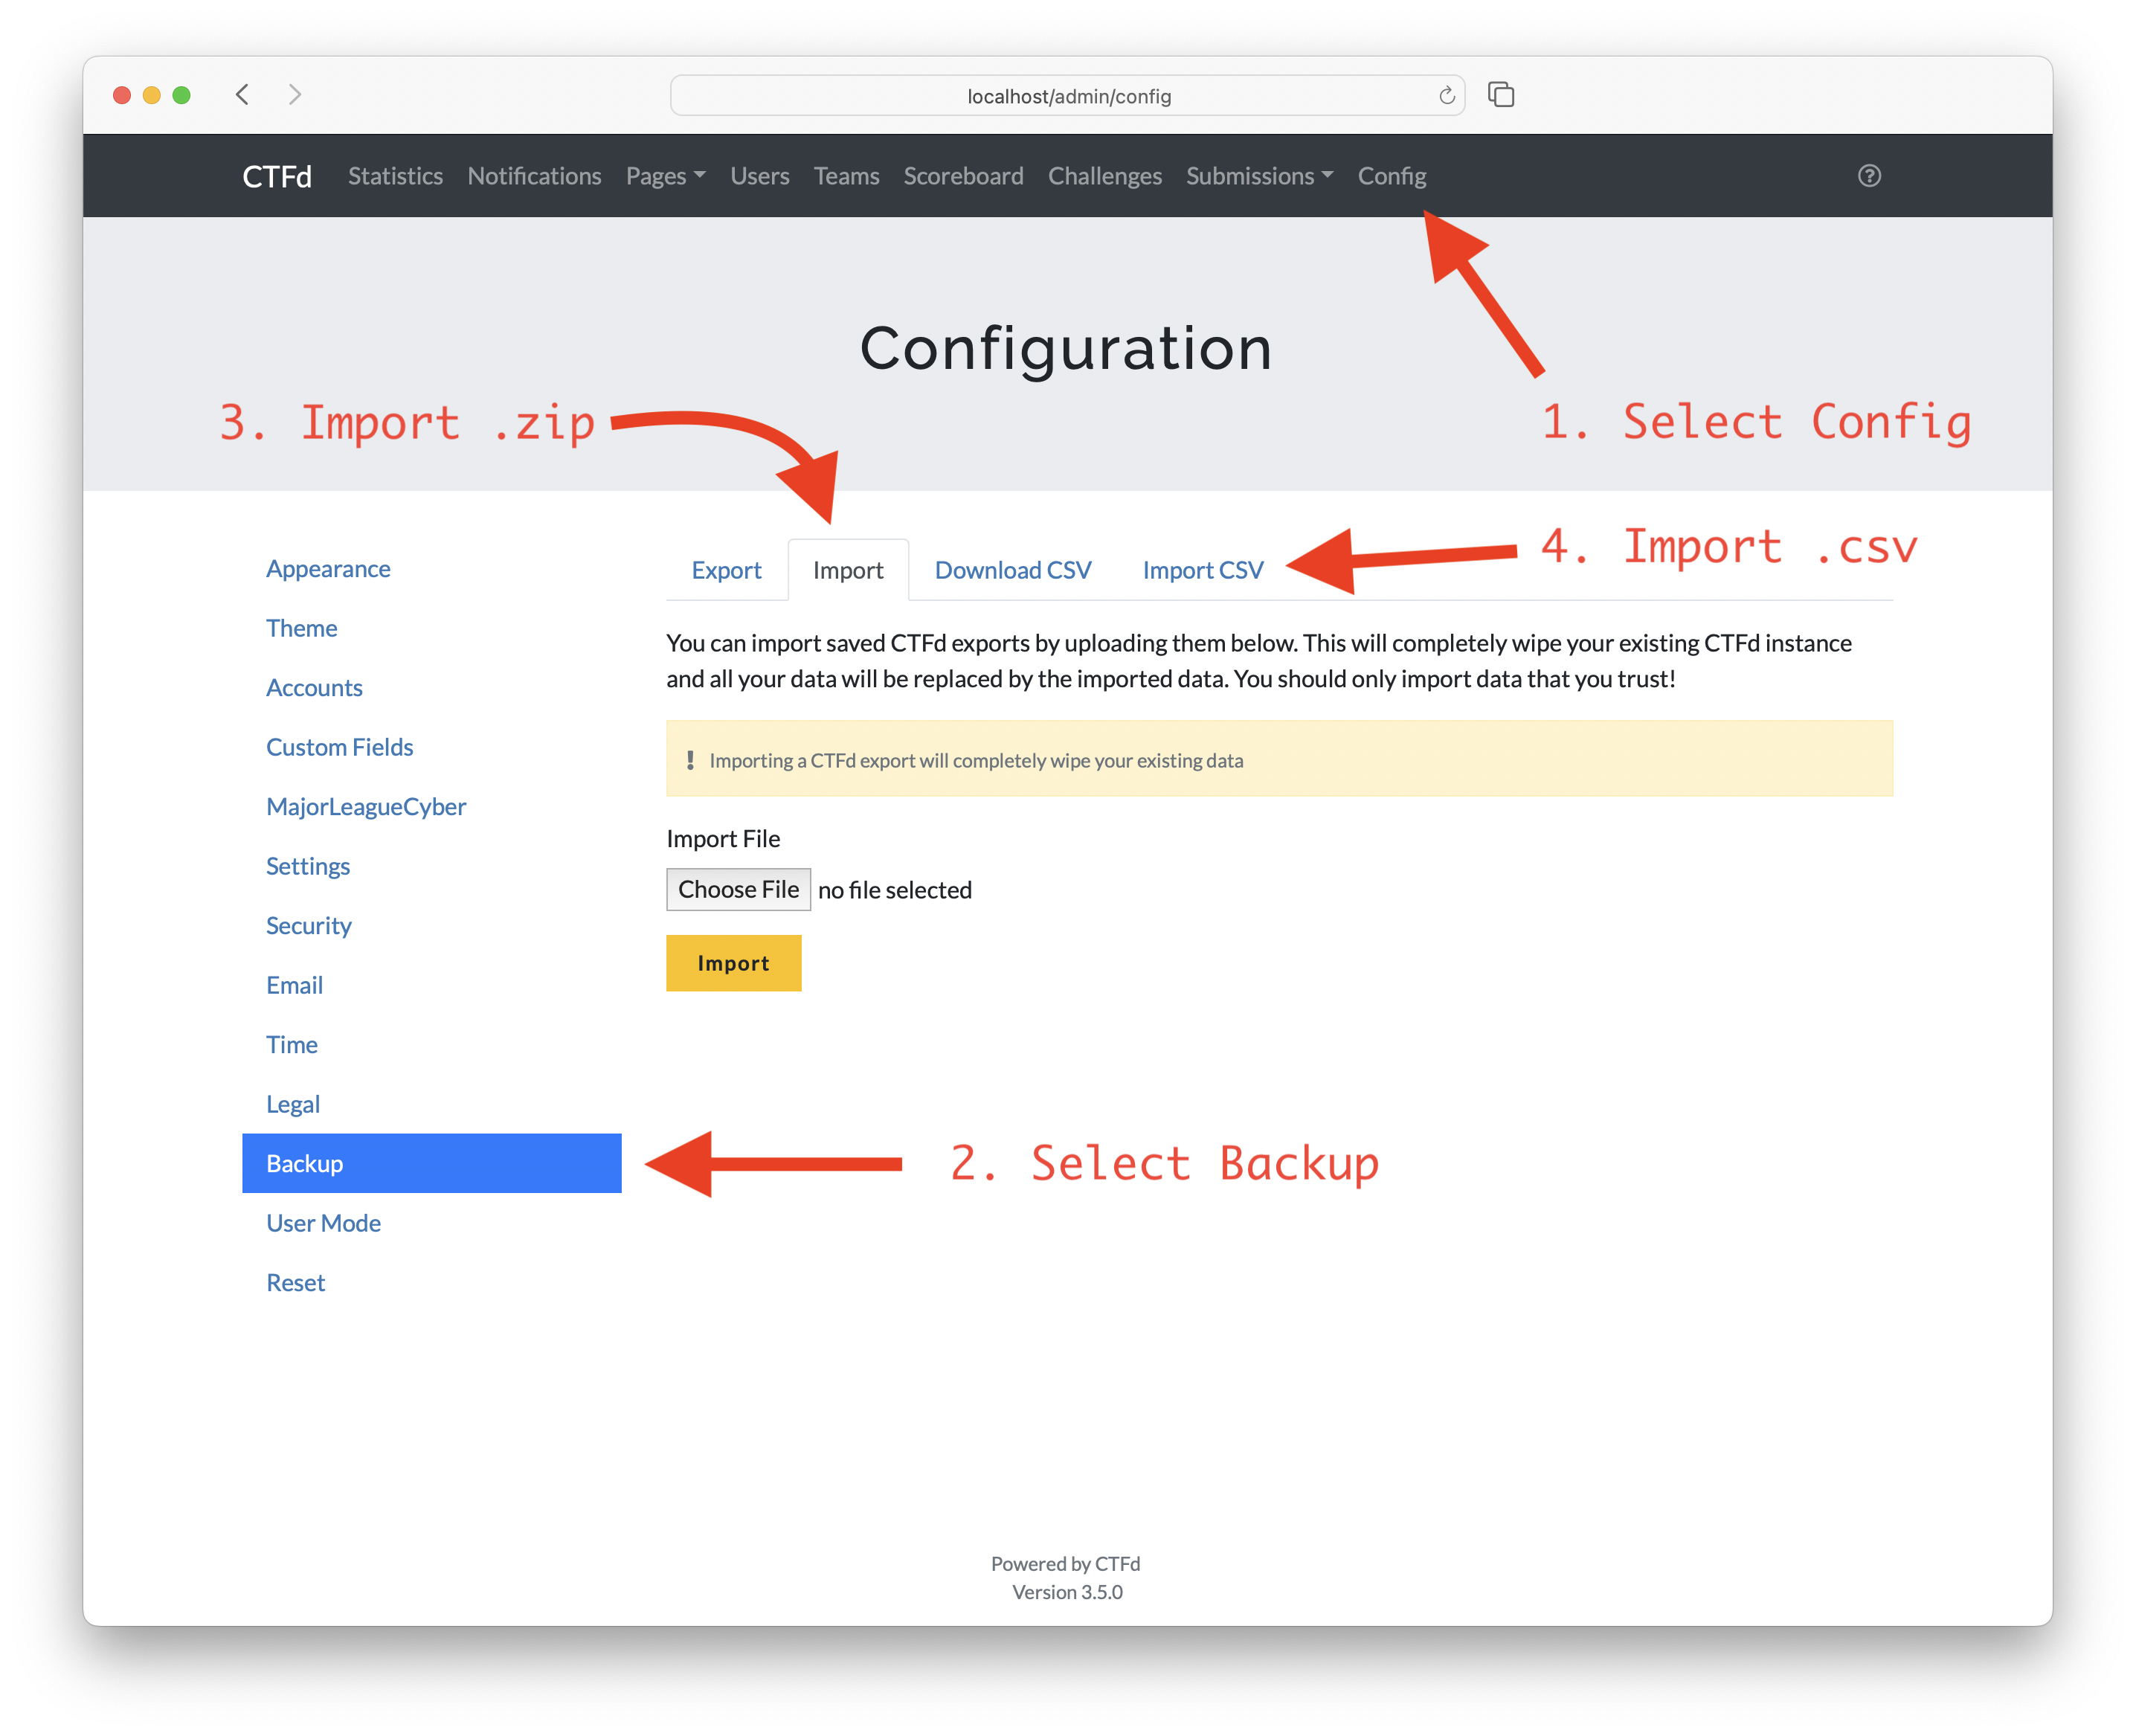 localhost/admin/config
CTFd Statistics Notifications Pages Users Teams Scoreboard Challenges Submissions Config
Configuration
3. Import .zip
1. Select Config
4. Import .csv
Export Import Download CSV Import CSV
You can import saved CTFd exports by uploading them below. This will completely wipe your existing CTFd instance
and all your data will be replaced by the imported data. You should only import data that you trust!
! Importing a CTFd export will completely wipe your existing data
Import File
Choose File no file selected
Import
Appearance
Theme
Accounts
Custom Fields
MajorLeagueCyber
Settings
Security
Email
Time
Legal
Backup
2. Select Backup
User Mode
Reset
Powered by CTFd
Version 3.5.0